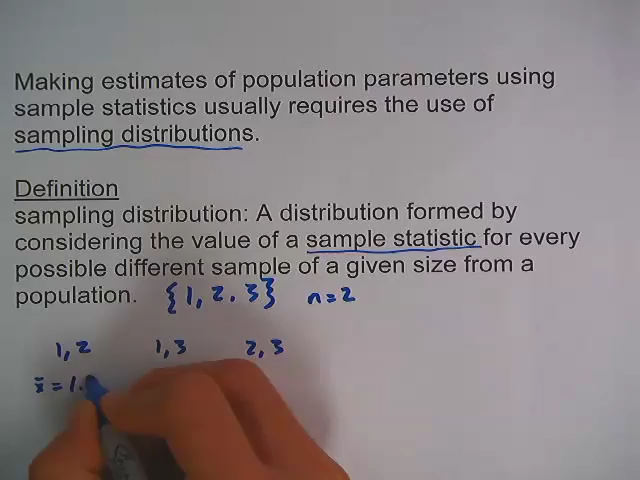 Making estimates of population parameters using
sample statistics usually requires the use of
sampling distributions.
Definition
sampling distribution: A distribution formed by
considering the value of a sample statistic for every
possible different sample of a given size from a
population. {1, 2, 3} n=2
1, 2 1, 3 2, 3
x̄ = 1.